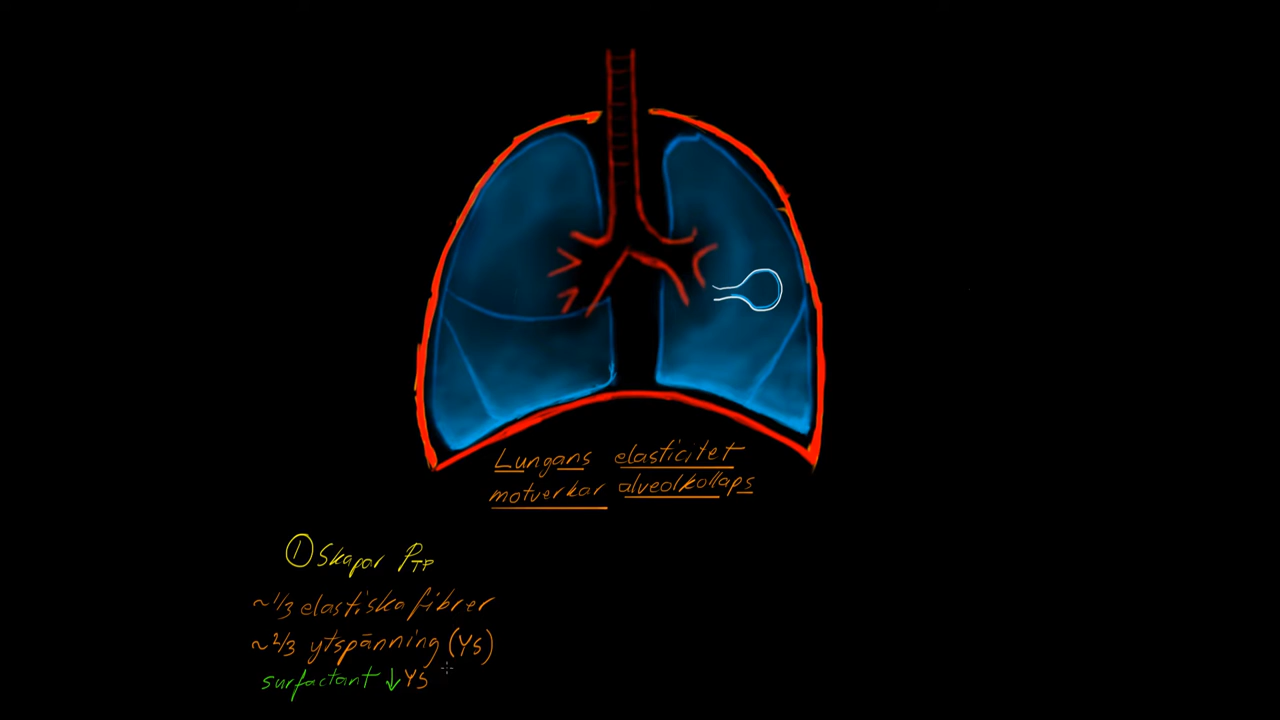 Lungans elasticitet
motverkar alveolkollaps
① Skapar PTP
~1/3 elastiska fibrer
~2/3 ytspänning (YS)
surfactant ↓YS